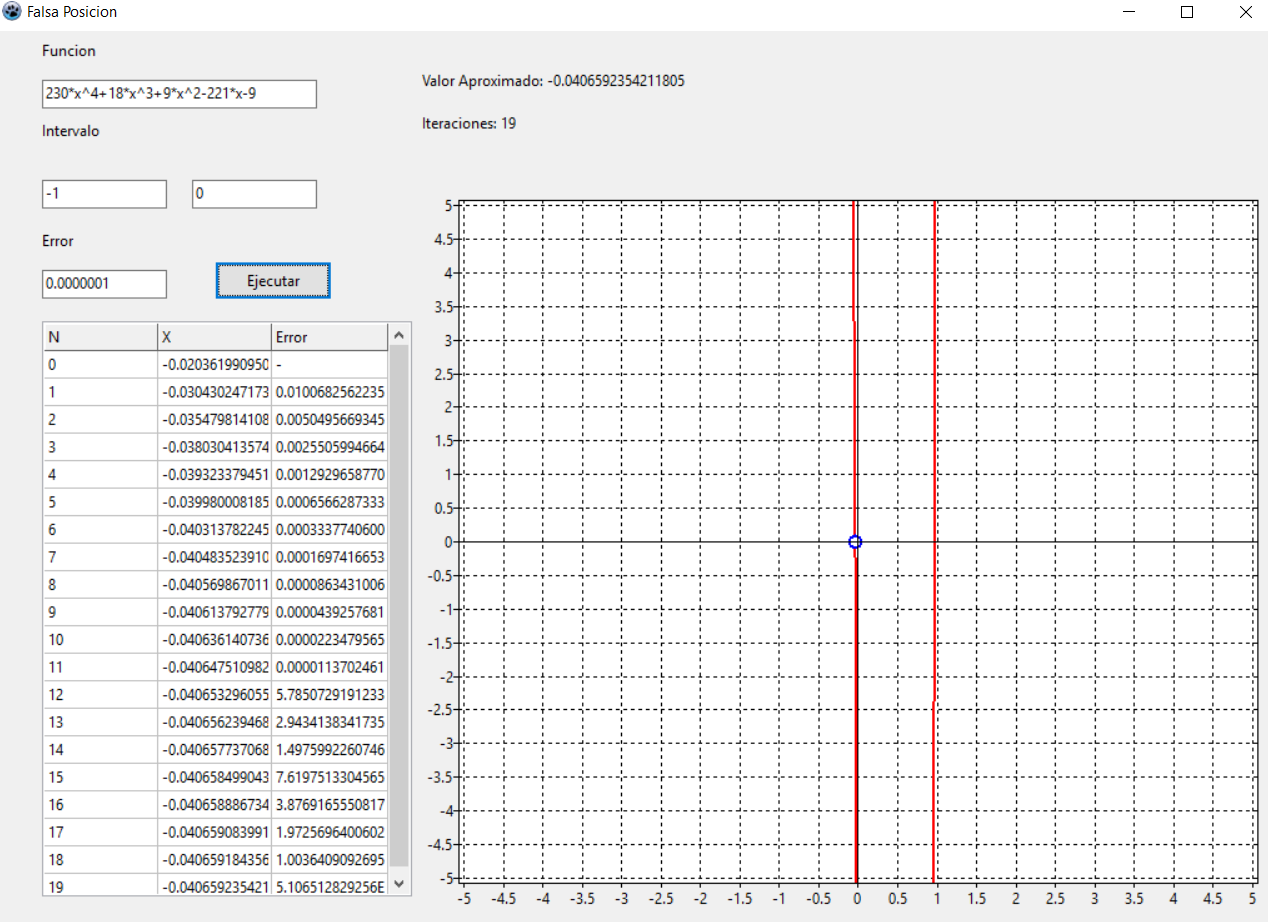 Falsa Posicion
Funcion
230*x^4+18*x^3+9*x^2-221*x-9
Intervalo
-1 0
Error
0.0000001 Ejecutar
N X Error
0 -0.020361990950 -
1 -0.030430247173 0.0100682562235
2 -0.035479814108 0.0050495669345
3 -0.038030413574 0.0025505994664
4 -0.039323379451 0.0012929658770
5 -0.039980008185 0.0006566287333
6 -0.040313782245 0.0003337740600
7 -0.040483523910 0.0001697416653
8 -0.040569867011 0.0000863431006
9 -0.040613792779 0.0000439257681
10 -0.040636140736 0.0000223479565
11 -0.040647510982 0.0000113702461
12 -0.040653296055 5.7850729191233
13 -0.040656239468 2.9434138341735
14 -0.040657737068 1.4975992260746
15 -0.040658499043 7.6197513304565
16 -0.040658886734 3.8769165550817
17 -0.040659083991 1.9725696400602
18 -0.040659184356 1.0036409092695
19 -0.040659235421 5.106512829256E
Valor Aproximado: -0.0406592354211805
Iteraciones: 19
5
4.5
4
3.5
3
2.5
2
1.5
1
0.5
0
-0.5
-1
-1.5
-2
-2.5
-3
-3.5
-4
-4.5
-5
-5 -4.5 -4 -3.5 -3 -2.5 -2 -1.5 -1 -0.5 0 0.5 1 1.5 2 2.5 3 3.5 4 4.5 5